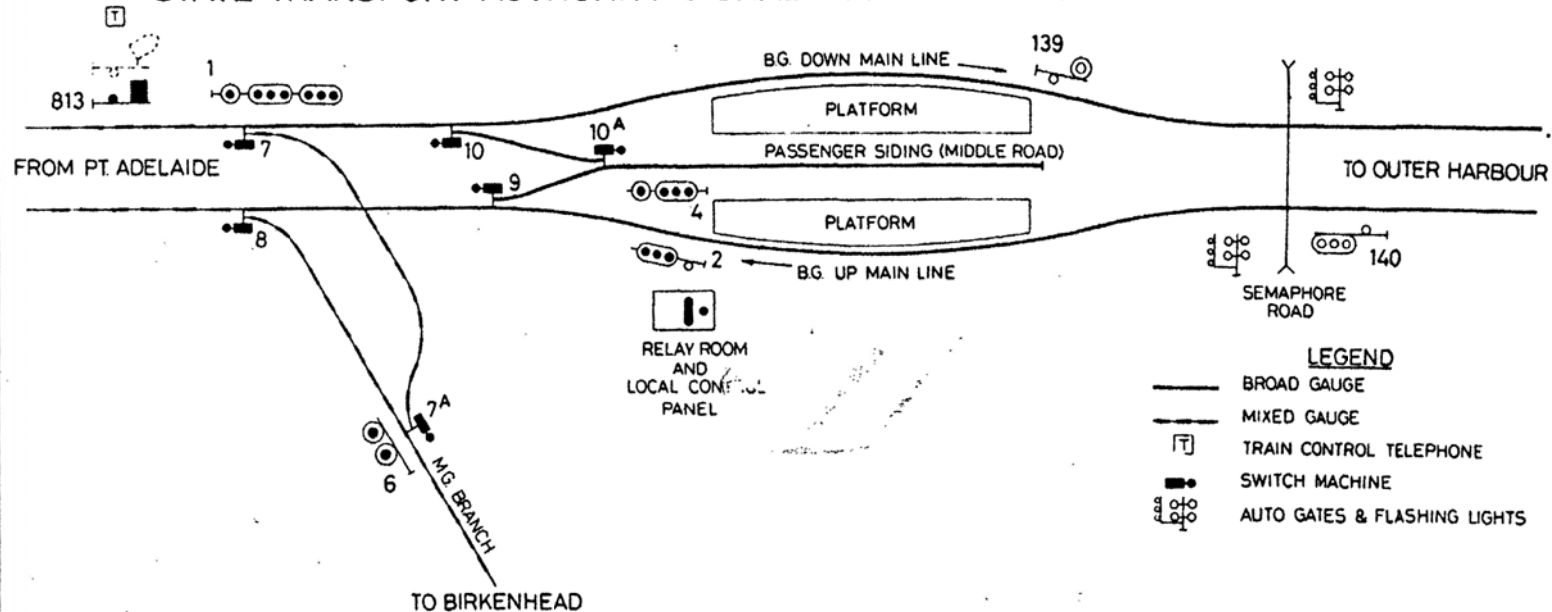 T
139
B.G. DOWN MAIN LINE
1
813
PLATFORM
10A
7
10
PASSENGER SIDING (MIDDLE ROAD)
FROM PT. ADELAIDE
TO OUTER HARBOUR
9
4
PLATFORM
8
2
B.G. UP MAIN LINE
140
SEMAPHORE
ROAD
RELAY ROOM
AND
LOCAL
PANEL
LEGEND
BROAD GAUGE
MIXED GAUGE
T TRAIN CONTROL TELEPHONE
SWITCH MACHINE
AUTO GATES & FLASHING LIGHTS
7A
6
M.G. BRANCH
TO BIRKENHEAD